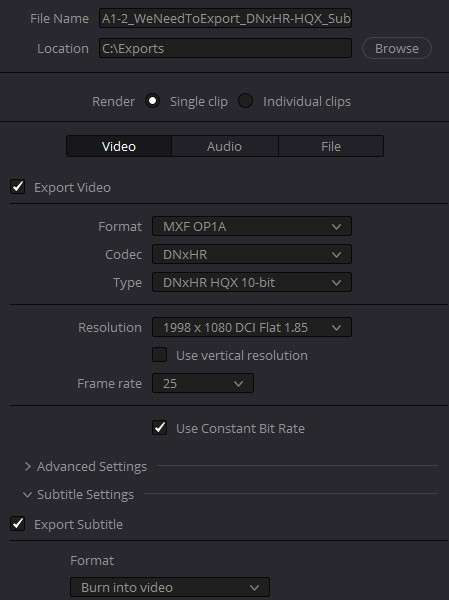 File Name A1-2_WeNeedToExport_DNxHR-HQX_Sub
Location C:\Exports Browse
Render Single clip Individual clips
Video Audio File
Export Video
Format MXF OP1A
Codec DNxHR
Type DNxHR HQX 10-bit
Resolution 1998 x 1080 DCI Flat 1.85
Use vertical resolution
Frame rate 25
Use Constant Bit Rate
Advanced Settings
Subtitle Settings
Export Subtitle
Format
Burn into video